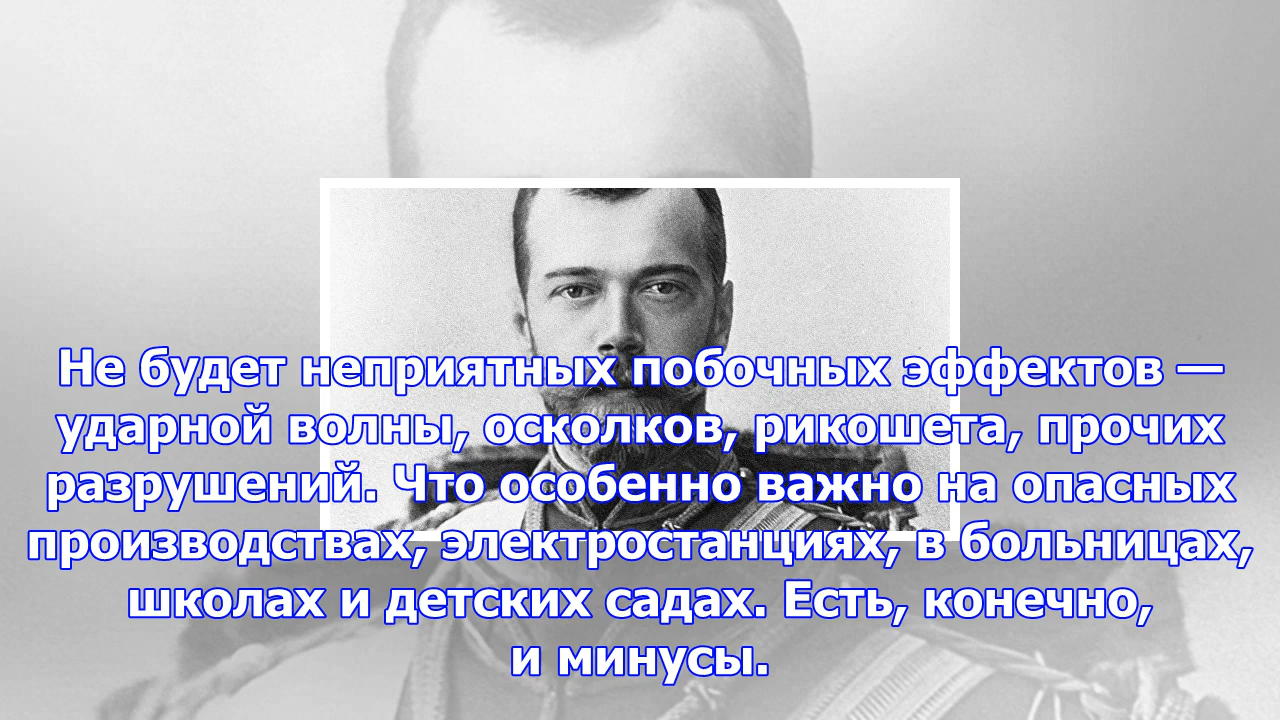 Не будет неприятных побочных эффектов —
ударной волны, осколков, рикошета, прочих
разрушений. Что особенно важно на опасных
производствах, электростанциях, в больницах,
школах и детских садах. Есть, конечно,
и минусы.